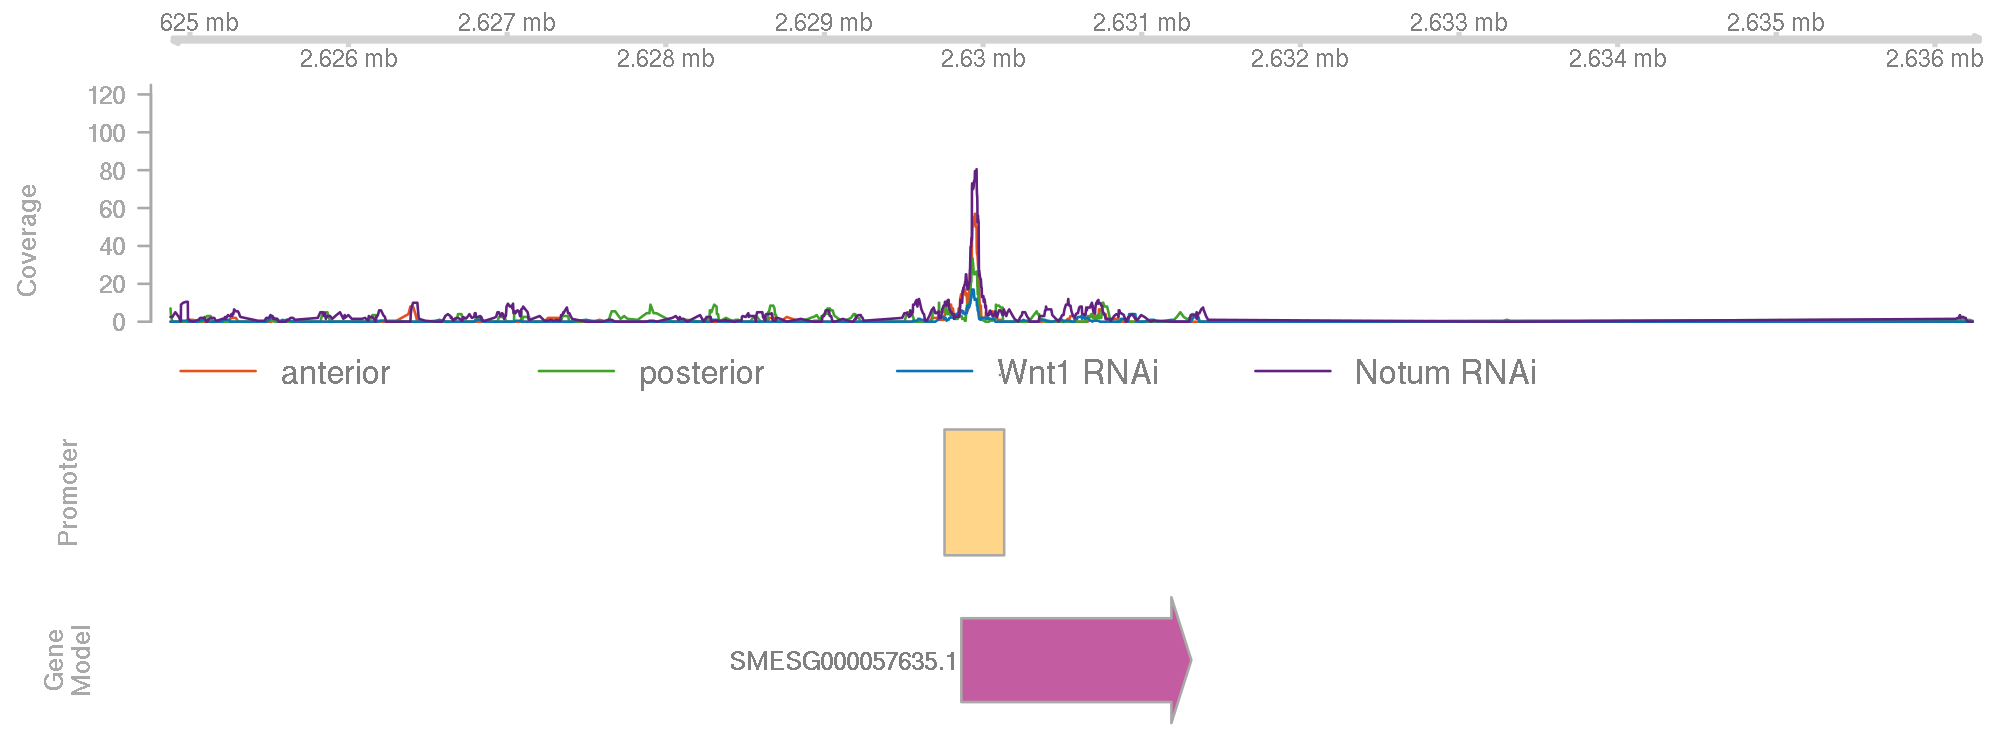 625 mb 2.627 mb 2.629 mb 2.631 mb 2.633 mb 2.635 mb
2.626 mb 2.628 mb 2.63 mb 2.632 mb 2.634 mb 2.636 mb
Coverage
120
100
80
60
40
20
0
anterior posterior Wnt1 RNAi Notum RNAi
Promoter
Gene
Model
SMESG000057635.1